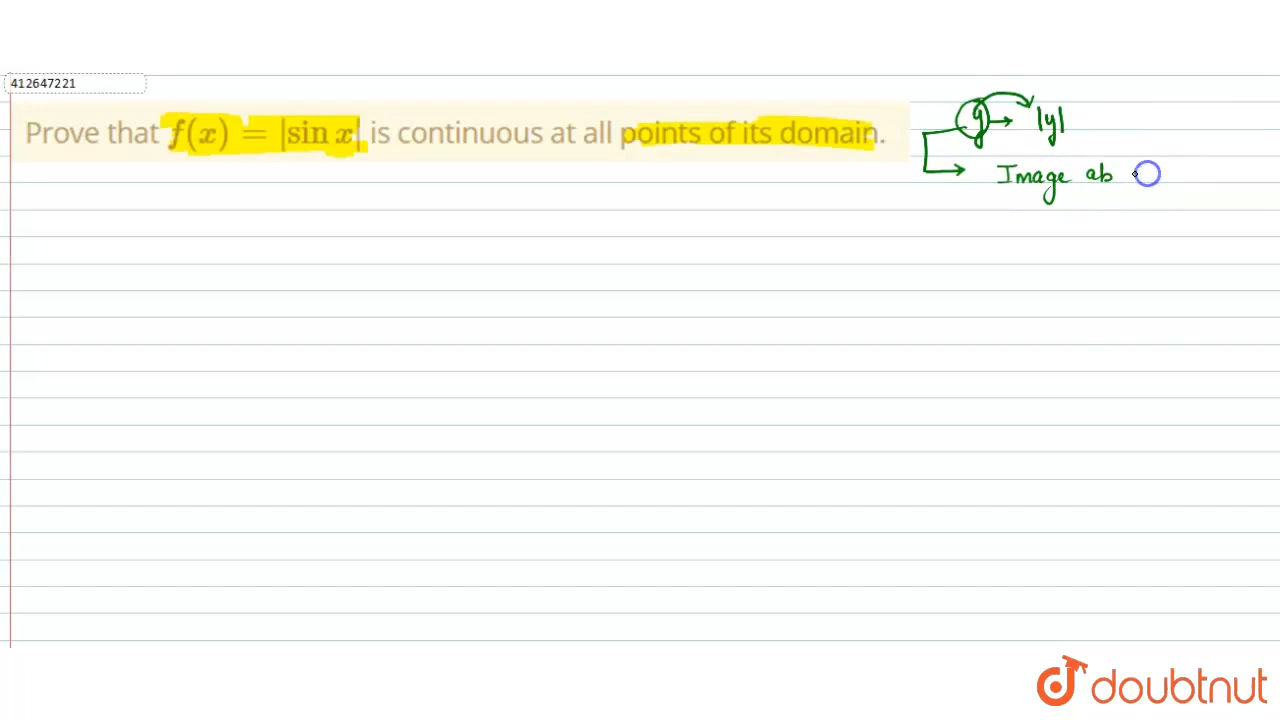 412647221
Prove that f(x) = |sin x| is continuous at all points of its domain.
y → |y|
Image ab
doubtnut